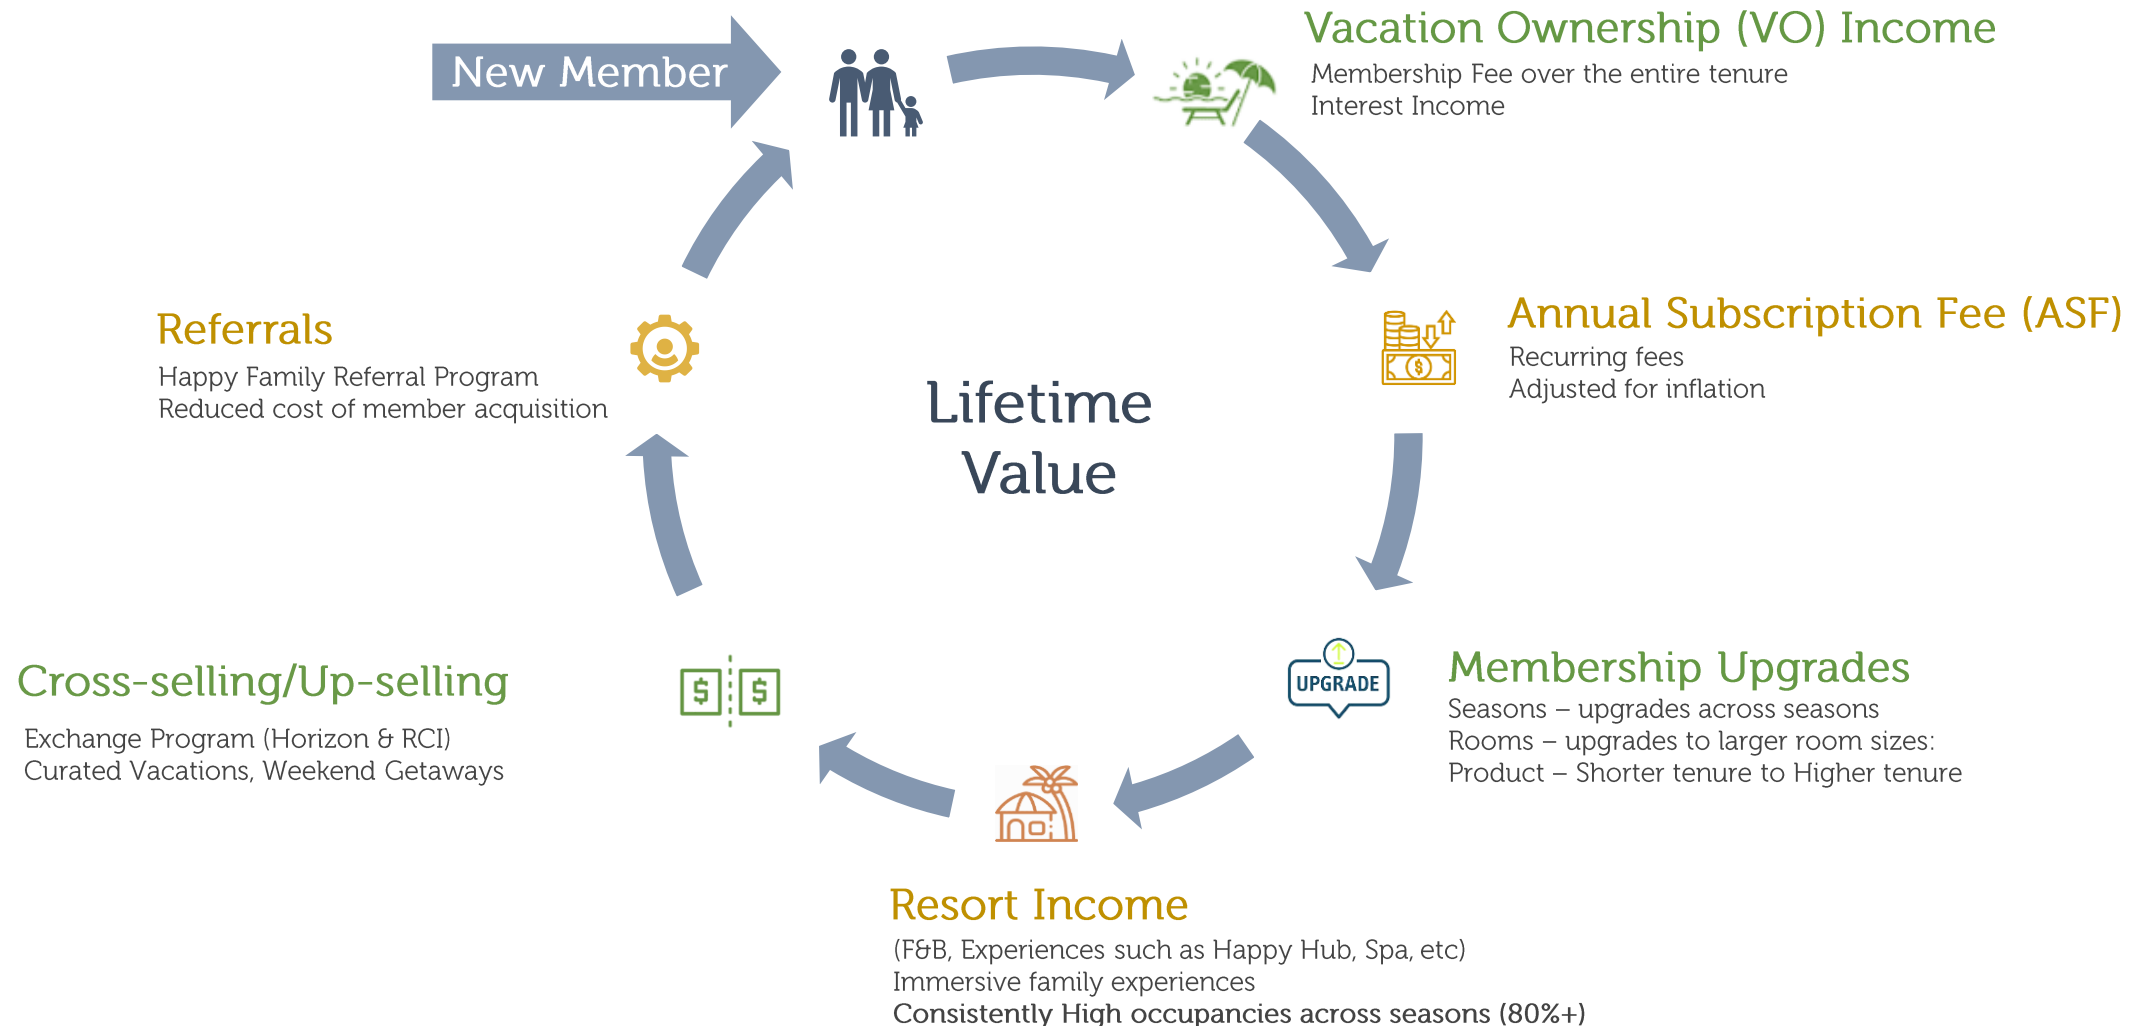 New Member
Vacation Ownership (VO) Income
Membership Fee over the entire tenure
Interest Income
Annual Subscription Fee (ASF)
Recurring fees
Adjusted for inflation
UPGRADE
Membership Upgrades
Seasons – upgrades across seasons
Rooms – upgrades to larger room sizes:
Product – Shorter tenure to Higher tenure
Resort Income
(F&B, Experiences such as Happy Hub, Spa, etc)
Immersive family experiences
Consistently High occupancies across seasons (80%+)
Cross-selling/Up-selling
Exchange Program (Horizon & RCI)
Curated Vacations, Weekend Getaways
Referrals
Happy Family Referral Program
Reduced cost of member acquisition
Lifetime
Value
$
$
$